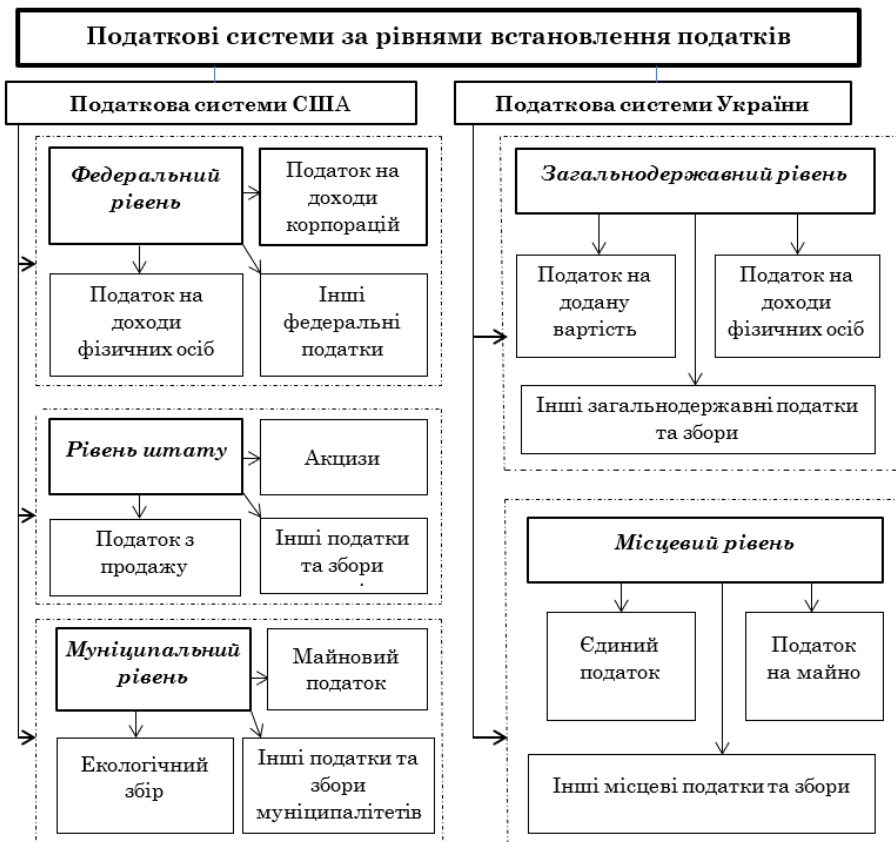 Податкові системи за рівнями встановлення податків
Податкова системи США
Федеральний
рівень
Податок на
доходи
корпорацій
Податок на
доходи
фізичних осіб
Інші
федеральні
податки
Рівень штату
Акцизи
Податок з
продажу
Інші податки
та збори
Муніципальний
рівень
Майновий
податок
Екологічний
збір
Інші податки та
збори
муніципалітетів
Податкова системи України
Загальнодержавний рівень
Податок на
додану
вартість
Податок на
доходи
фізичних осіб
Інші загальнодержавні податки
та збори
Місцевий рівень
Єдиний
податок
Податок
на майно
Інші місцеві податки та збори